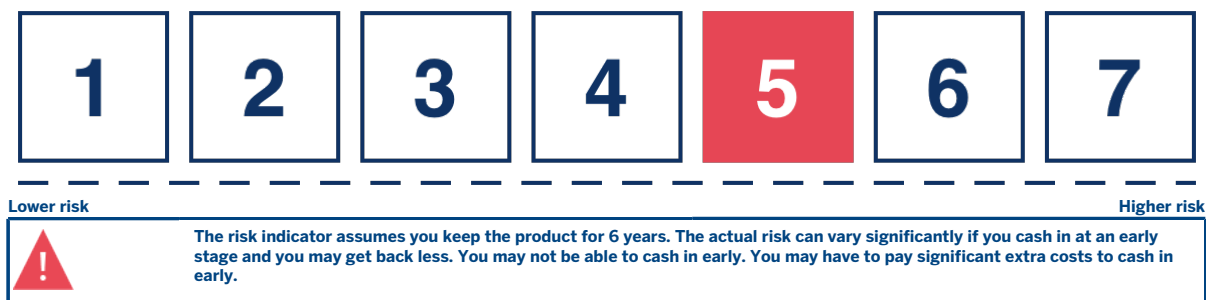 1 2 3 4 5 6 7
Lower risk Higher risk
!
The risk indicator assumes you keep the product for 6 years. The actual risk can vary significantly if you cash in at an early
stage and you may get back less. You may not be able to cash in early. You may have to pay significant extra costs to cash in
early.